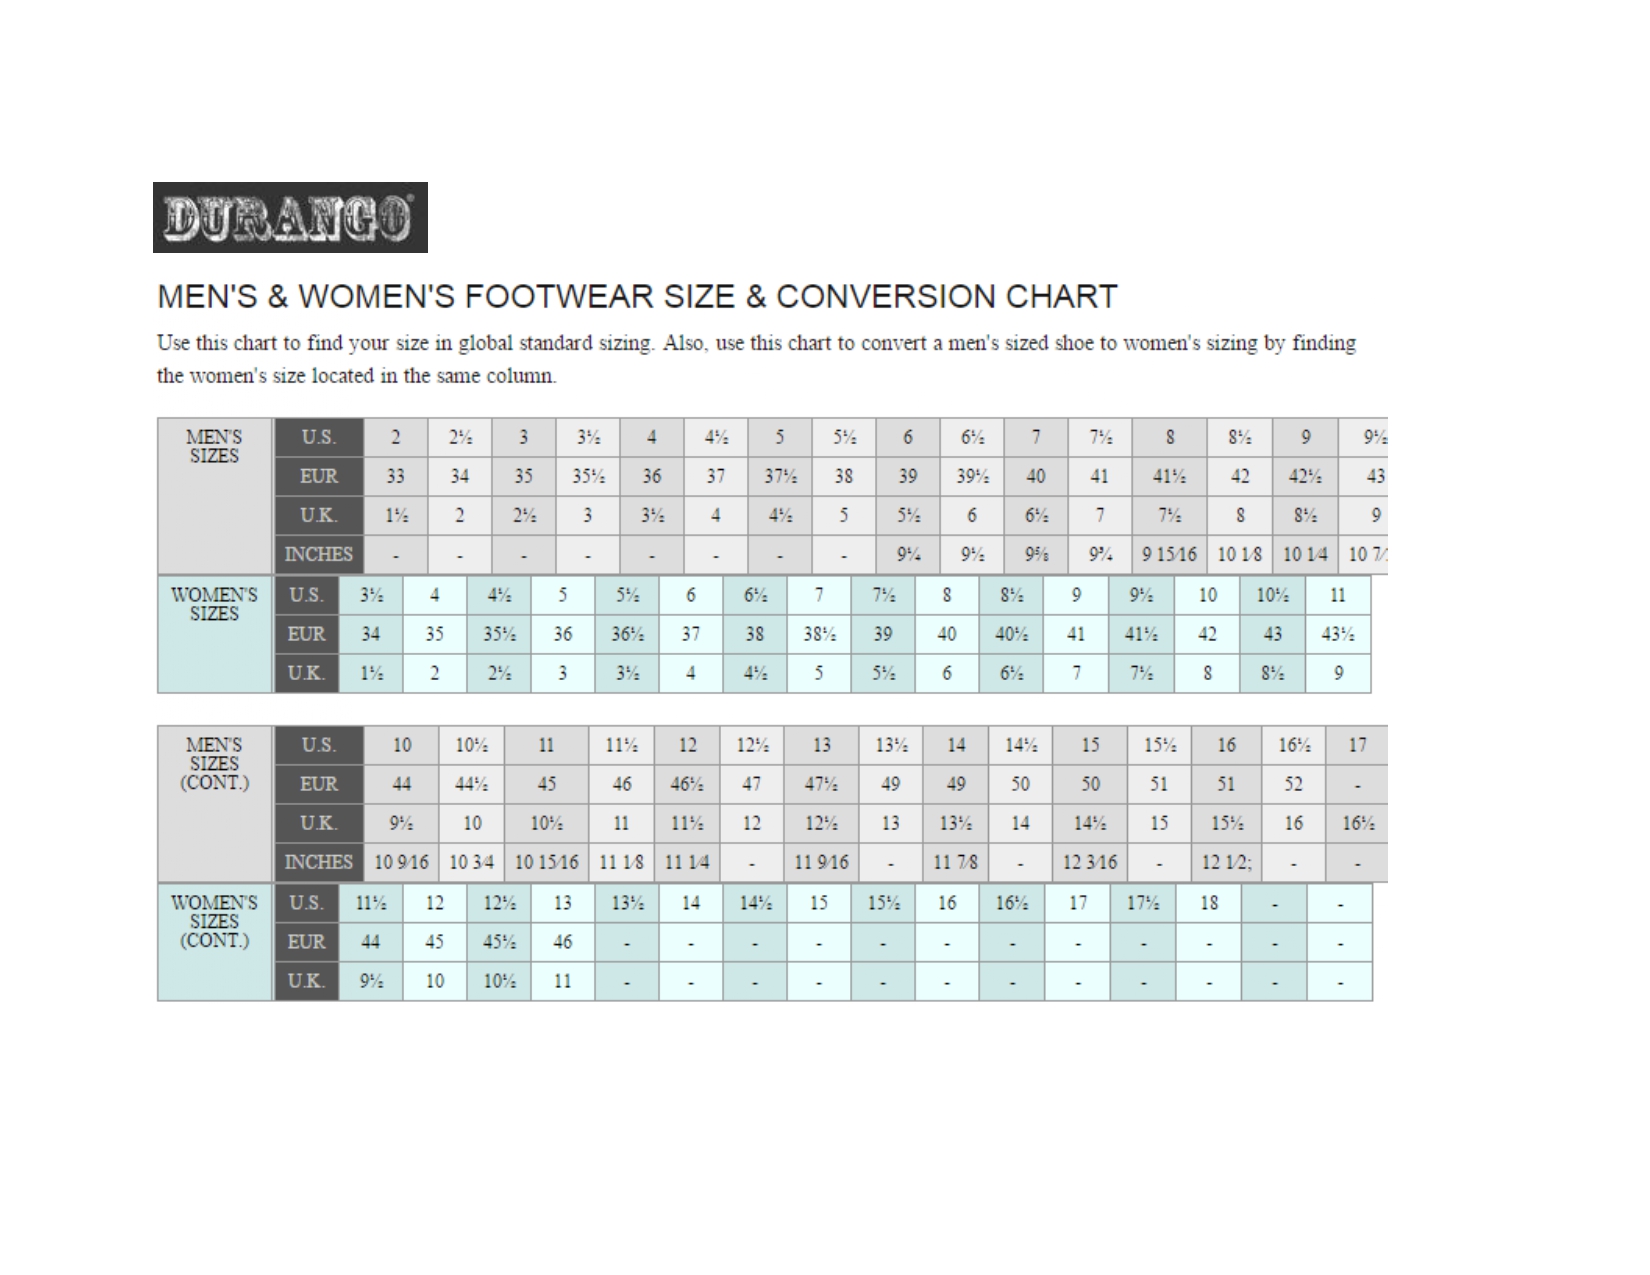 DURANGO®
MEN'S & WOMEN'S FOOTWEAR SIZE & CONVERSION CHART
Use this chart to find your size in global standard sizing. Also, use this chart to convert a men's sized shoe to women's sizing by finding
the women's size located in the same column.
MEN'S SIZES U.S. 2 2½ 3 3½ 4 4½ 5 5½ 6 6½ 7 7½ 8 8½ 9 9½
EUR 33 34 35 35½ 36 37 37½ 38 39 39½ 40 41 41½ 42 42½ 43
U.K. 1½ 2 2½ 3 3½ 4 4½ 5 5½ 6 6½ 7 7½ 8 8½ 9
INCHES - - - - - - - - 9¼ 9½ 9⅝ 9¾ 9 15⁄16 10 1⁄8 10 1⁄4 10 7⁄
WOMEN'S SIZES U.S. 3½ 4 4½ 5 5½ 6 6½ 7 7½ 8 8½ 9 9½ 10 10½ 11
EUR 34 35 35½ 36 36½ 37 38 38½ 39 40 40½ 41 41½ 42 43 43½
U.K. 1½ 2 2½ 3 3½ 4 4½ 5 5½ 6 6½ 7 7½ 8 8½ 9
MEN'S SIZES (CONT.) U.S. 10 10½ 11 11½ 12 12½ 13 13½ 14 14½ 15 15½ 16 16½ 17
EUR 44 44½ 45 46 46½ 47 47½ 49 49 50 50 51 51 52 -
U.K. 9½ 10 10½ 11 11½ 12 12½ 13 13½ 14 14½ 15 15½ 16 16½
INCHES 10 9⁄16 10 3⁄4 10 15⁄16 11 1⁄8 11 1⁄4 - 11 9⁄16 - 11 7⁄8 - 12 3⁄16 - 12 1⁄2; - -
WOMEN'S SIZES (CONT.) U.S. 11½ 12 12½ 13 13½ 14 14½ 15 15½ 16 16½ 17 17½ 18 - -
EUR 44 45 45½ 46 - - - - - - - - - - - -
U.K. 9½ 10 10½ 11 - - - - - - - - - - - -